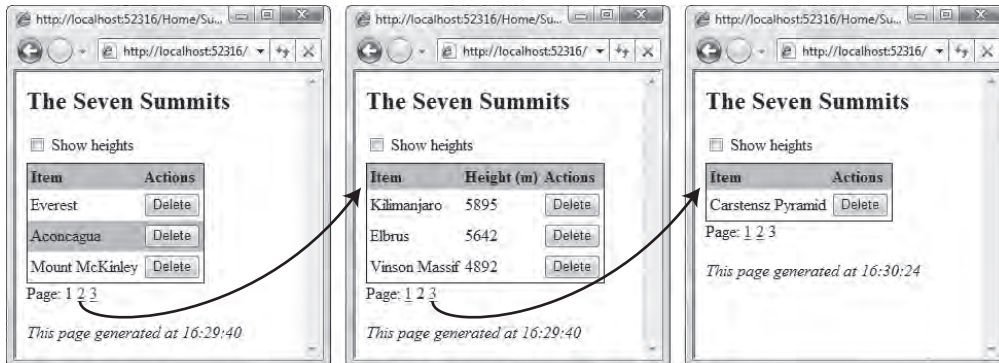 http://localhost:52316/Home/Su...
http://localhost:52316/
The Seven Summits
Show heights
Item Actions
Everest Delete
Aconcagua Delete
Mount McKinley Delete
Page: 1 2 3
This page generated at 16:29:40
http://localhost:52316/Home/Su...
http://localhost:52316/
The Seven Summits
Show heights
Item Height (m) Actions
Kilimanjaro 5895 Delete
Elbrus 5642 Delete
Vinson Massif 4892 Delete
Page: 1 2 3
This page generated at 16:29:40
http://localhost:52316/Home/Su...
http://localhost:52316/
The Seven Summits
Show heights
Item Actions
Carstensz Pyramid Delete
Page: 1 2 3
This page generated at 16:30:24